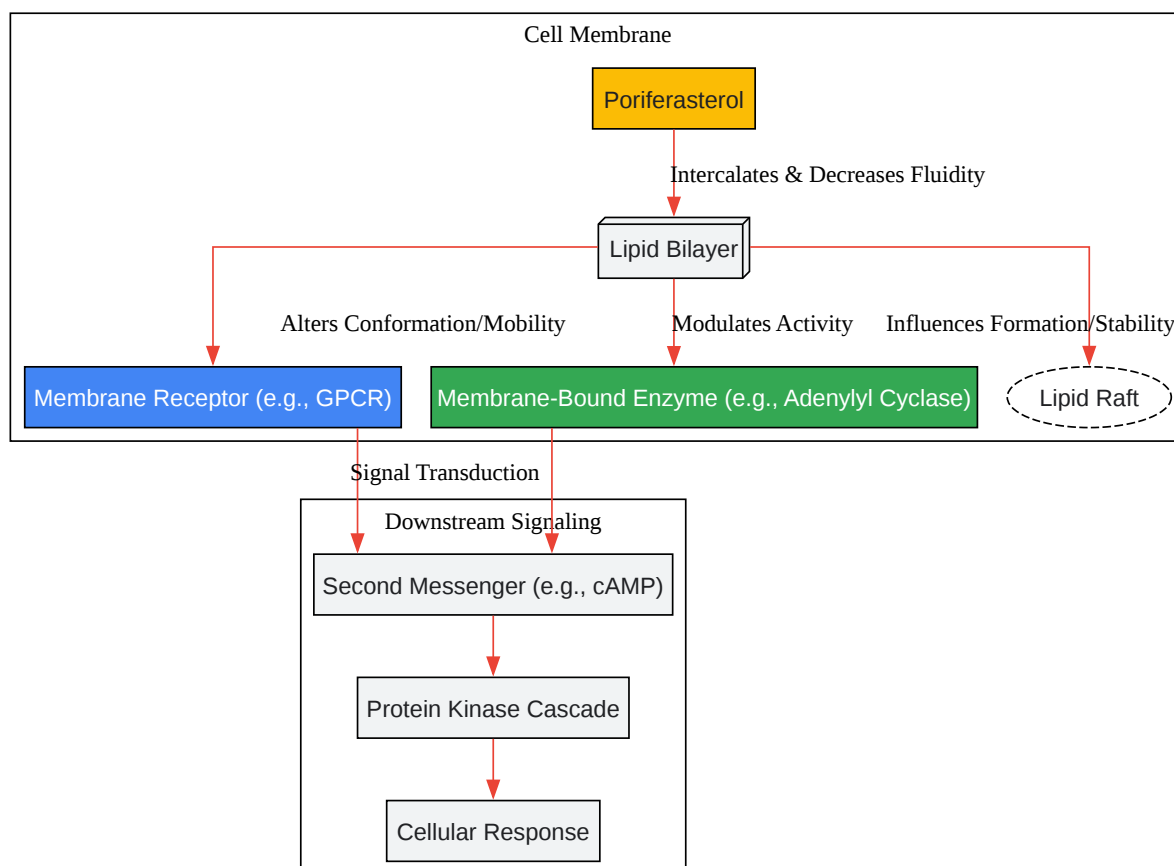 Cell Membrane
Poriferasterol
Intercalates & Decreases Fluidity
Lipid Bilayer
Alters Conformation/Mobility
Modulates Activity
Influences Formation/Stability
Membrane Receptor (e.g., GPCR)
Membrane-Bound Enzyme (e.g., Adenylyl Cyclase)
Lipid Raft
Signal Transduction
Downstream Signaling
Second Messenger (e.g., cAMP)
Protein Kinase Cascade
Cellular Response